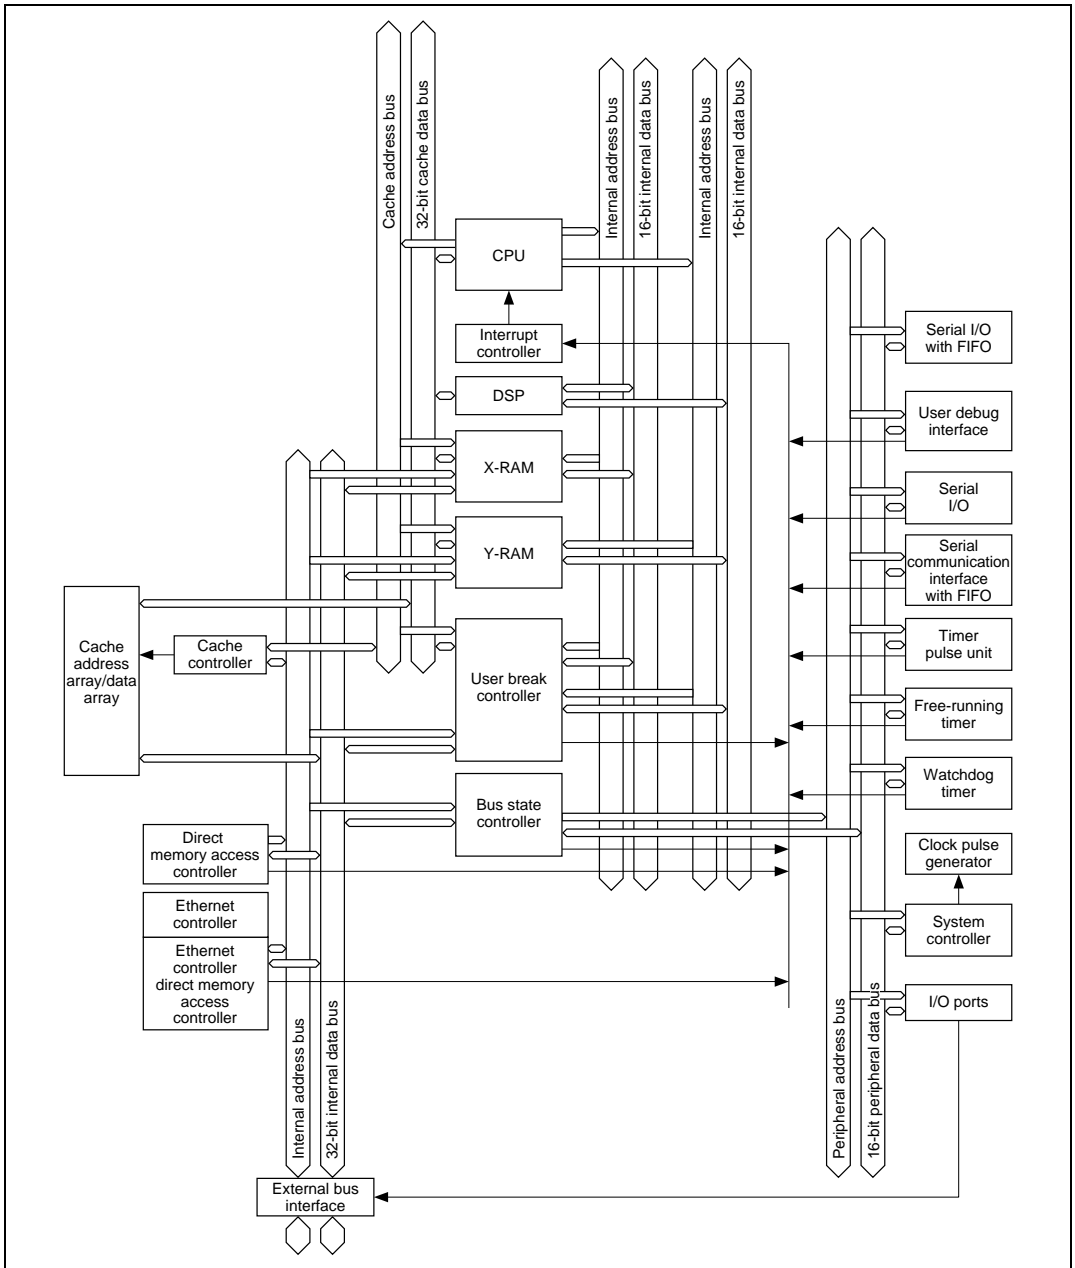 Cache address bus
32-bit cache data bus
Internal address bus
16-bit internal data bus
Internal address bus
16-bit internal data bus
CPU
Interrupt
controller
DSP
X-RAM
Y-RAM
Cache
address
array/data
array
Cache
controller
User break
controller
Bus state
controller
Direct
memory access
controller
Ethernet
controller
Ethernet
controller
direct memory
access
controller
Internal address bus
32-bit internal data bus
External bus
interface
Peripheral address bus
16-bit peripheral data bus
Serial I/O
with FIFO
User debug
interface
Serial
I/O
Serial
communication
interface
with FIFO
Timer
pulse unit
Free-running
timer
Watchdog
timer
Clock pulse
generator
System
controller
I/O ports